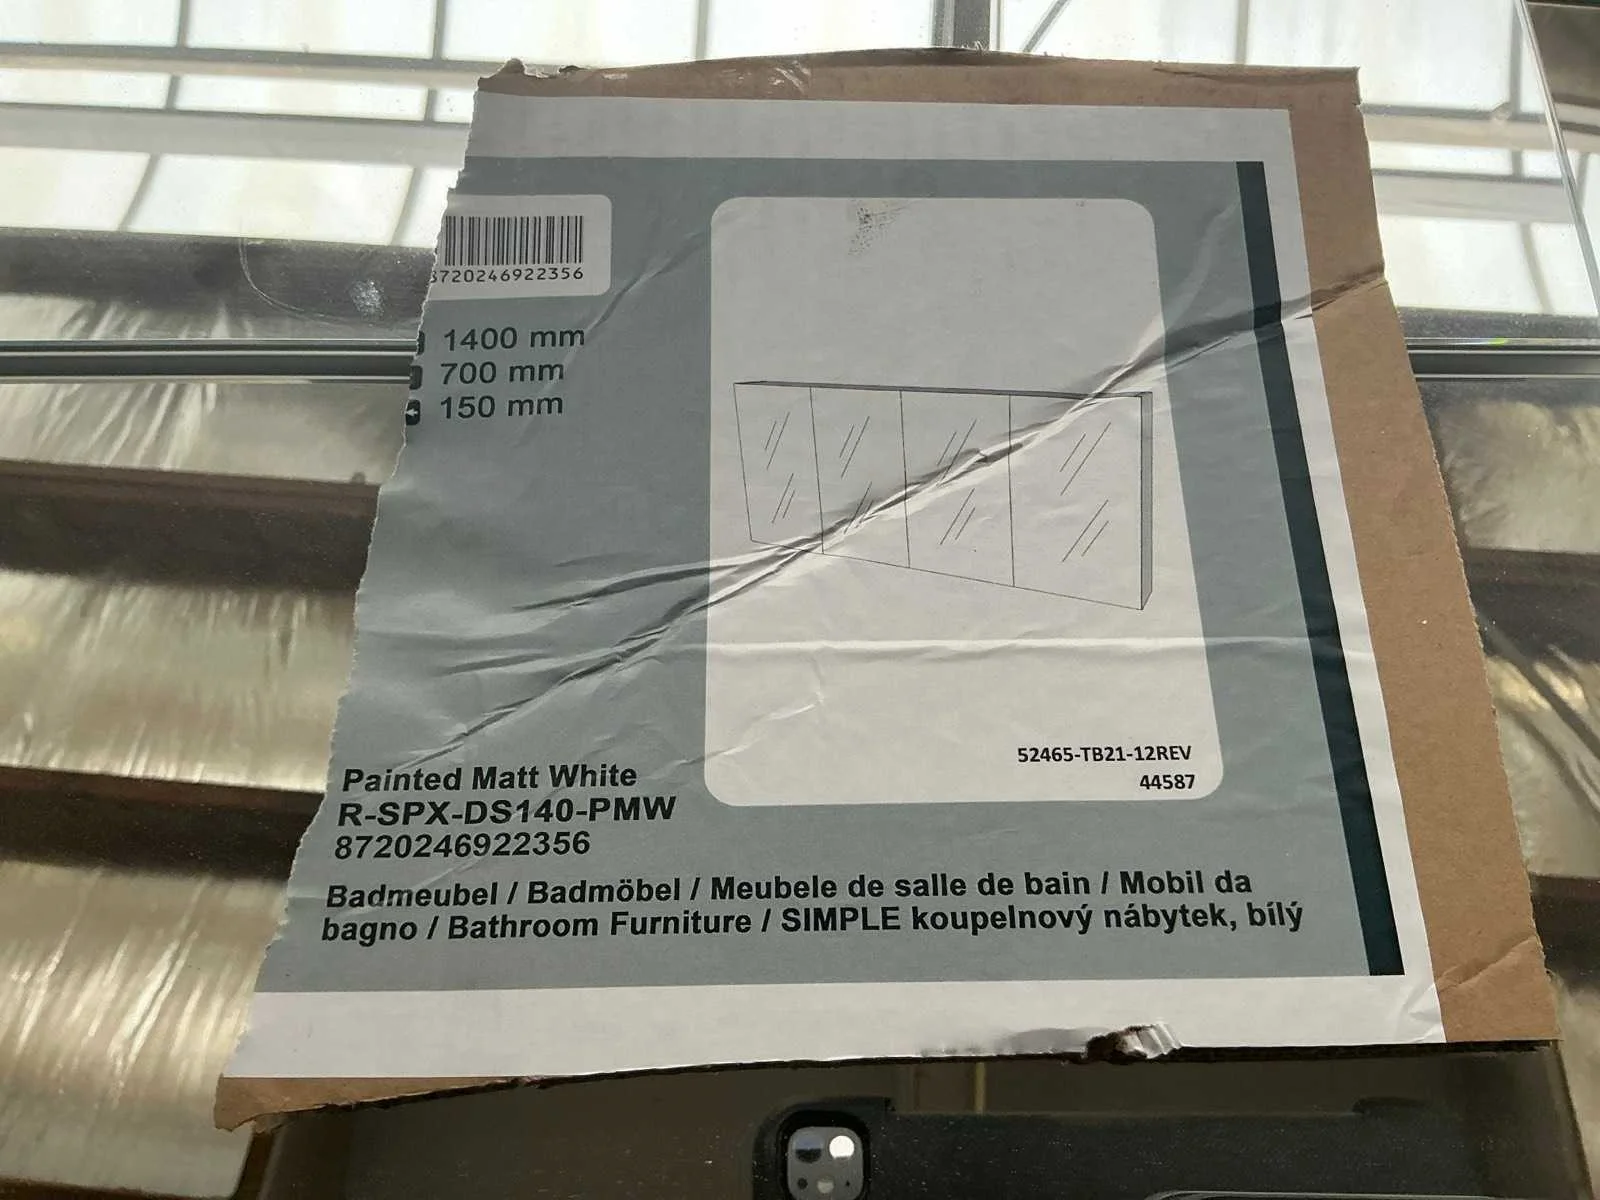 8720246922356
1400 mm
700 mm
150 mm
52465-TB21-12REV
44587
Painted Matt White
R-SPX-DS140-PMW
8720246922356
Badmeubel / Badmöbel / Meubele de salle de bain / Mobil da
bagno / Bathroom Furniture / SIMPLE koupelnový nábytek, bílý